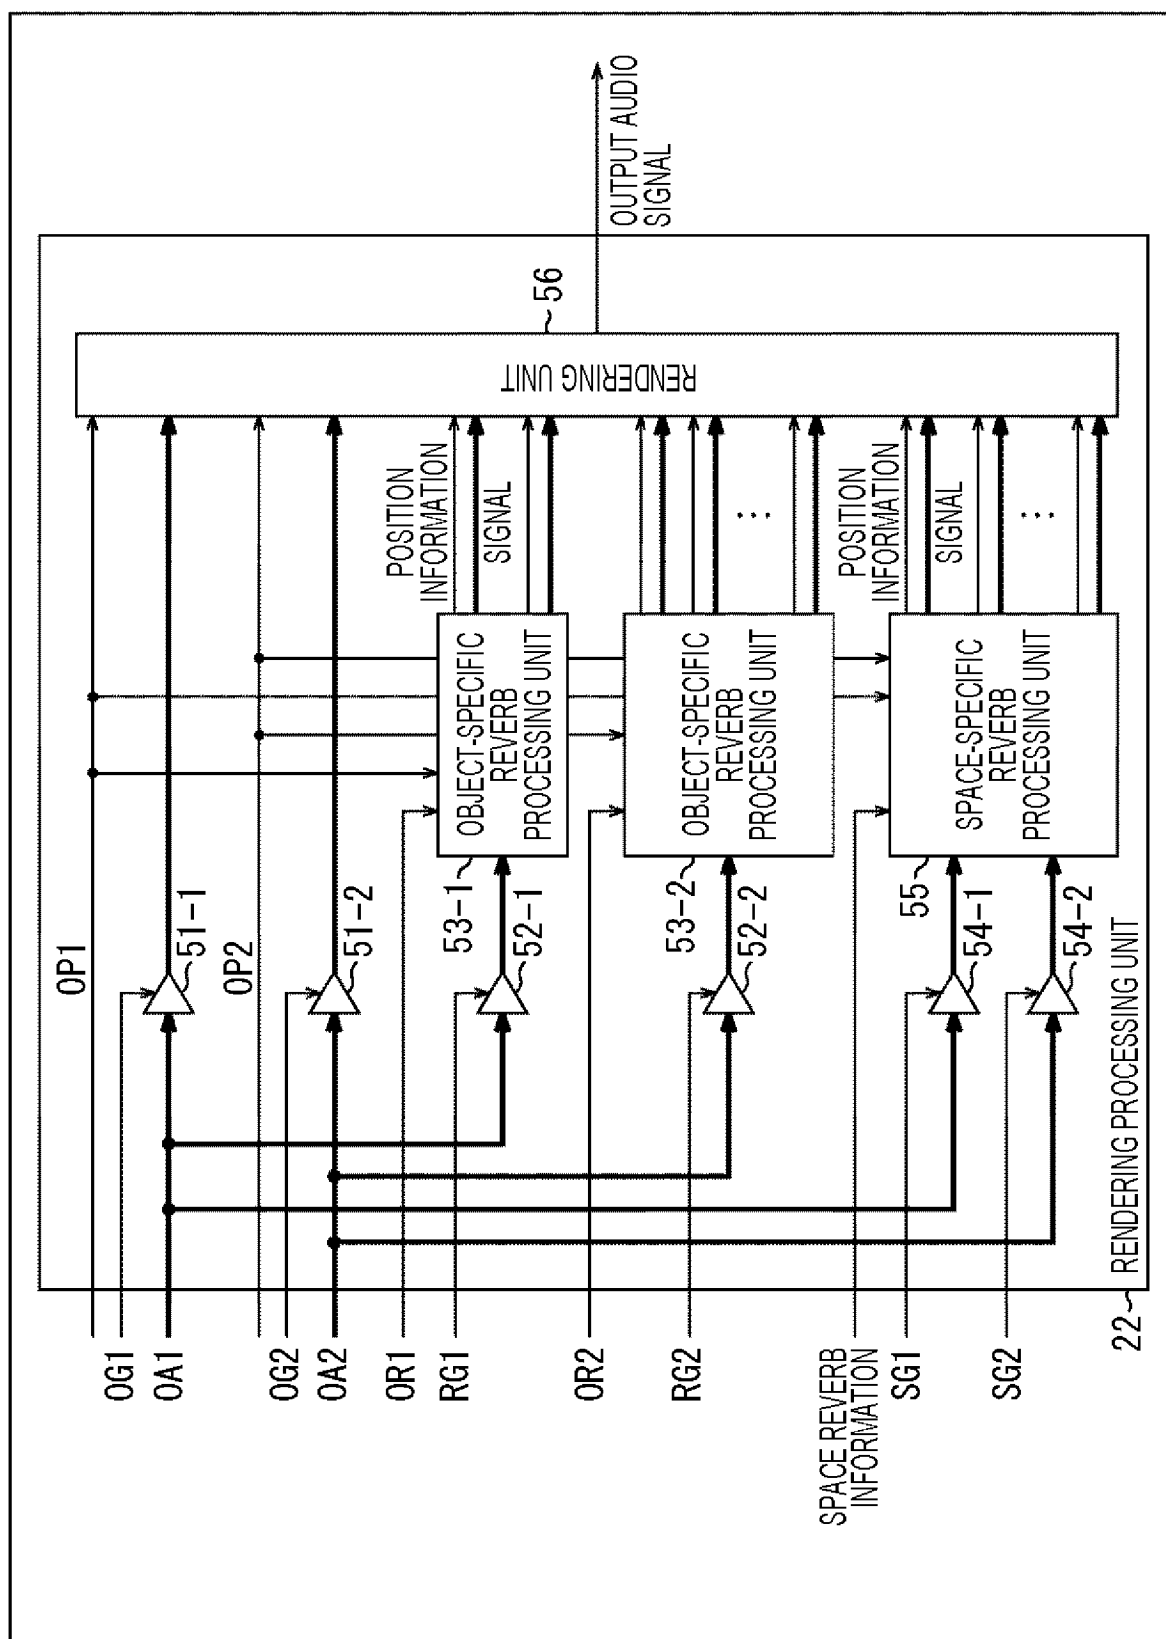 OP1
OG1
OA1
51-1
OP2
OG2
OA2
51-2
OR1
RG1
53-1
52-1
OBJECT-SPECIFIC
REVERB
PROCESSING UNIT
POSITION
INFORMATION
SIGNAL
OR2
RG2
53-2
52-2
OBJECT-SPECIFIC
REVERB
PROCESSING UNIT
...
SPACE REVERB
INFORMATION
SG1
SG2
55
54-1
54-2
SPACE-SPECIFIC
REVERB
PROCESSING UNIT
POSITION
INFORMATION
SIGNAL
...
RENDERING UNIT
56
OUTPUT AUDIO
SIGNAL
22
RENDERING PROCESSING UNIT